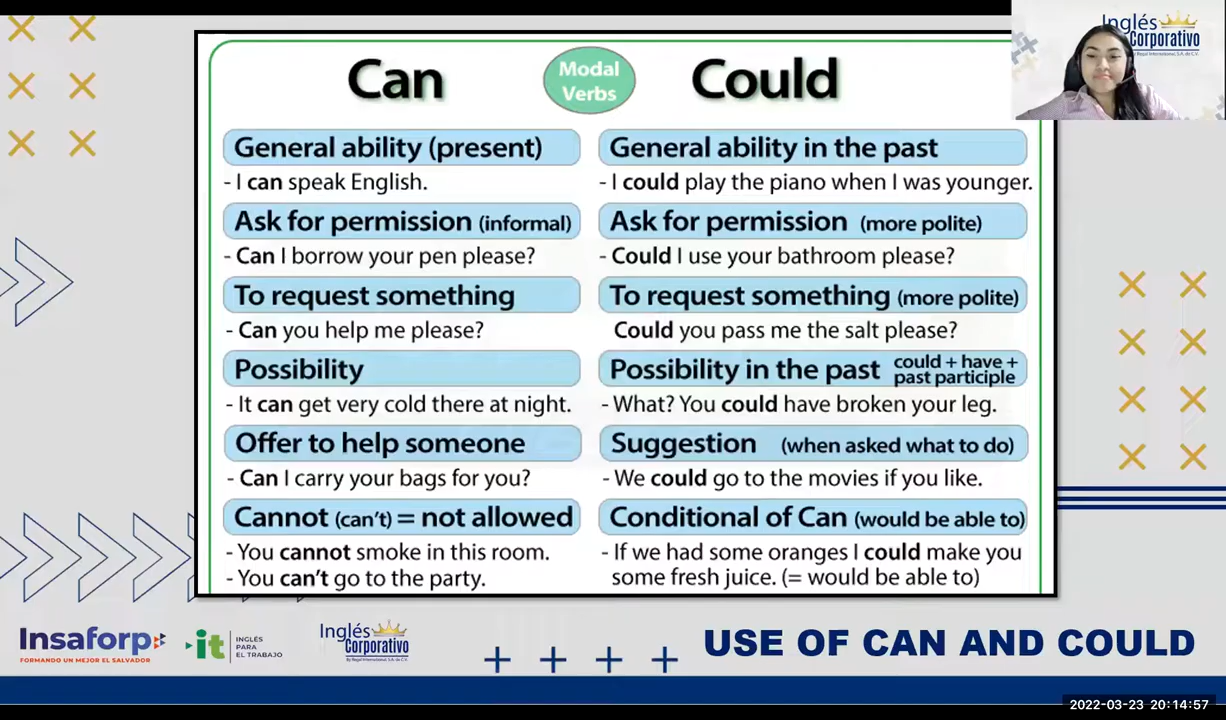 Inglés
Corporativo
Can
Modal
Verbs
Could
General ability (present)
- I can speak English.
Ask for permission (informal)
- Can I borrow your pen please?
To request something
- Can you help me please?
Possibility
- It can get very cold there at night.
Offer to help someone
- Can I carry your bags for you?
Cannot (can't) = not allowed
- You cannot smoke in this room.
- You can't go to the party.
General ability in the past
- I could play the piano when I was younger.
Ask for permission (more polite)
- Could I use your bathroom please?
To request something (more polite)
Could you pass me the salt please?
Possibility in the past could + have +
past participle
- What? You could have broken your leg.
Suggestion (when asked what to do)
- We could go to the movies if you like.
Conditional of Can (would be able to)
- If we had some oranges I could make you
some fresh juice. (= would be able to)
Insaforp
FORMANDO UN MEJOR EL SALVADOR
it
INGLÉS
PARA
EL TRABAJO
Inglés
Corporativo
By Regal International, S.A. de C.V.
USE OF CAN AND COULD
2022-03-23 20:14:57